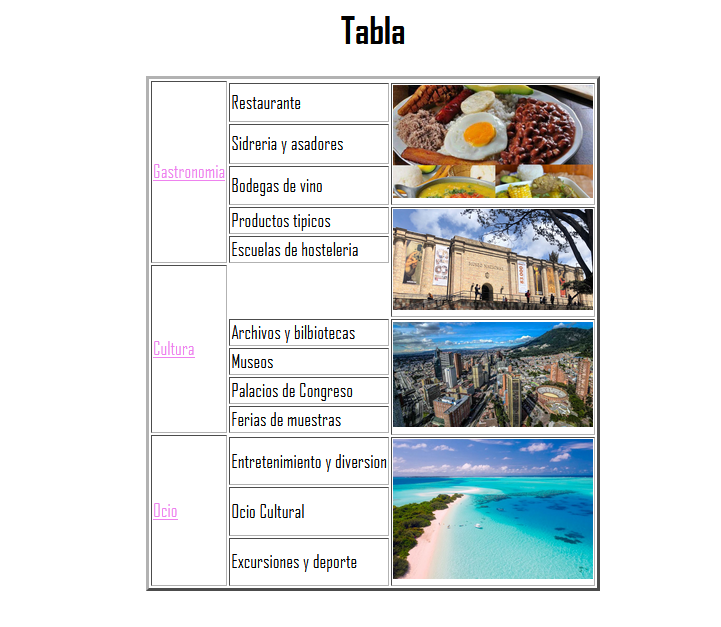 Tabla
Gastronomia
Restaurante
Sidreria y asadores
Bodegas de vino
Productos tipicos
Escuelas de hosteleria
Cultura
Archivos y bilbiotecas
Museos
Palacios de Congreso
Ferias de muestras
Ocio
Entretenimiento y diversion
Ocio Cultural
Excursiones y deporte